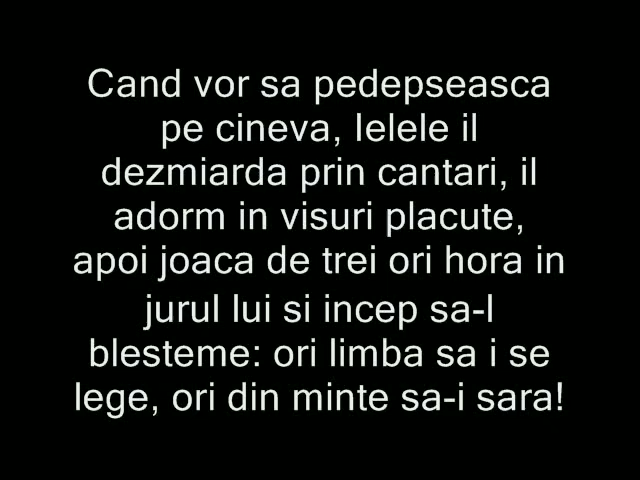 Cand vor sa pedepseasca
pe cineva, Ielele il
dezmiarda prin cantari, il
adorm in visuri placute,
apoi joaca de trei ori hora in
jurul lui si incep sa-l
blesteme: ori limba sa i se
lege, ori din minte sa-i sara!